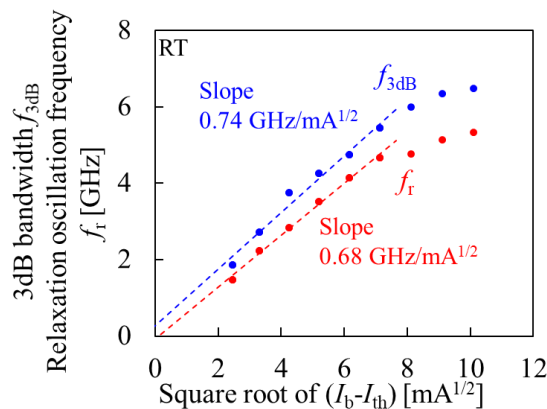 3dB bandwidth f3dB
Relaxation oscillation frequency
fr [GHz]
8
6
4
2
0
RT
f3dB
Slope
0.74 GHz/mA1/2
fr
Slope
0.68 GHz/mA1/2
0 2 4 6 8 10 12
Square root of (Ib-Ith) [mA1/2]